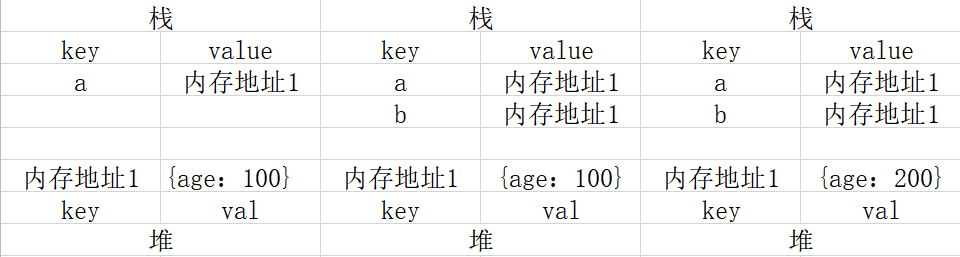 栈 栈 栈
key value key value key value
a 内存地址1 a 内存地址1 a 内存地址1
b 内存地址1 b 内存地址1
内存地址1 {age：100} 内存地址1 {age：100} 内存地址1 {age：200}
key val key val key val
堆 堆 堆